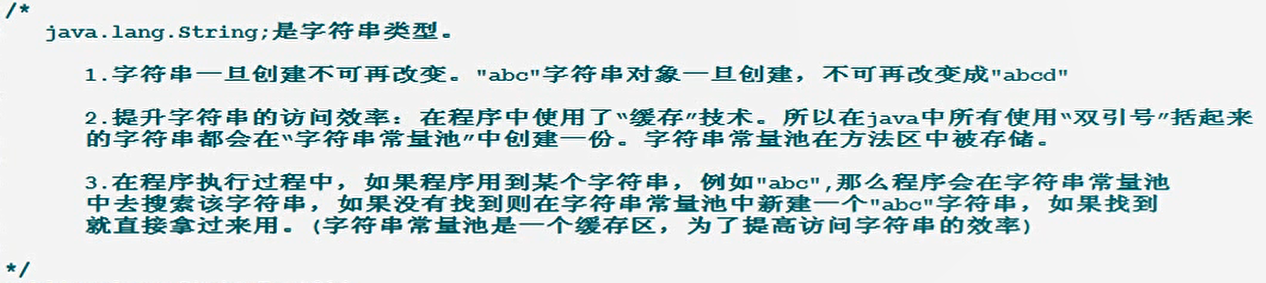 /*
java.lang.String;是字符串类型。
1.字符串一旦创建不可再改变。"abc"字符串对象一旦创建，不可再改变成"abcd"
2.提升字符串的访问效率：在程序中使用了“缓存”技术。所以在java中所有使用“双引号”括起来
的字符串都会在“字符串常量池”中创建一份。字符串常量池在方法区中被存储。
3.在程序执行过程中，如果程序用到某个字符串，例如"abc",那么程序会在字符串常量池
中去搜索该字符串，如果没有找到则在字符串常量池中新建一个"abc"字符串，如果找到
就直接拿过来用。(字符串常量池是一个缓存区，为了提高访问字符串的效率)
*/